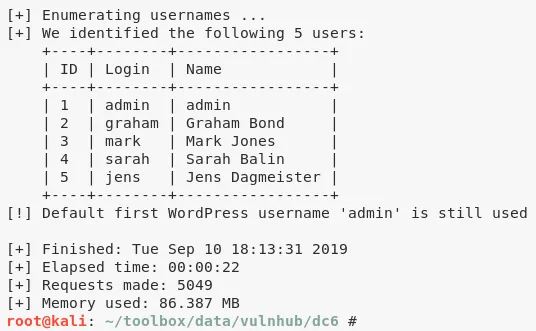 [+] Enumerating usernames ...
[+] We identified the following 5 users:
    +----+--------+-----------------+
    | ID | Login  | Name            |
    +----+--------+-----------------+
    | 1  | admin  | admin           |
    | 2  | graham | Graham Bond     |
    | 3  | mark   | Mark Jones      |
    | 4  | sarah  | Sarah Balin     |
    | 5  | jens   | Jens Dagmeister |
    +----+--------+-----------------+
[!] Default first WordPress username 'admin' is still used

[+] Finished: Tue Sep 10 18:13:31 2019
[+] Elapsed time: 00:00:22
[+] Requests made: 5049
[+] Memory used: 86.387 MB
root@kali: ~/toolbox/data/vulnhub/dc6 #